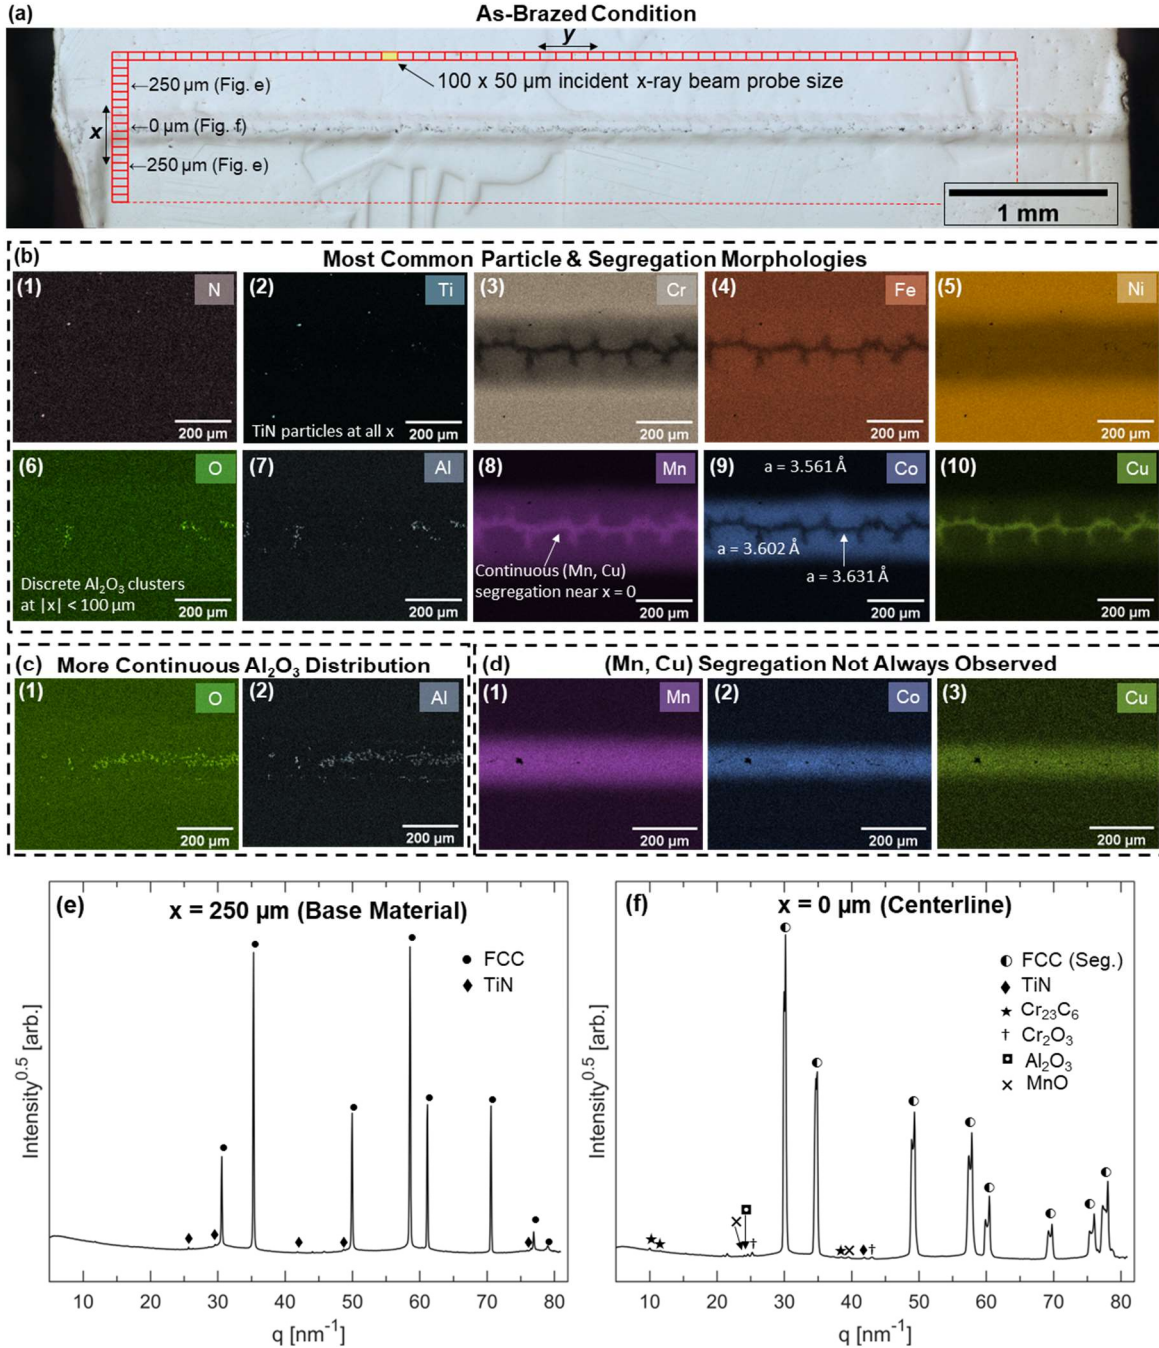 (a)
As-Brazed Condition
y
←250 µm (Fig. e)
100 x 50 µm incident x-ray beam probe size
x
←0 µm (Fig. f)
←250 µm (Fig. e)
1 mm
(b)
Most Common Particle & Segregation Morphologies
(1) N
(2) Ti
(3) Cr
(4) Fe
(5) Ni
200 µm
TiN particles at all x
200 µm
200 µm
200 µm
200 µm
(6) O
(7) Al
(8) Mn
(9) Co
(10) Cu
a = 3.561 Å
a = 3.602 Å
a = 3.631 Å
Discrete Al₂O₃ clusters
at |x| < 100 µm
Continuous (Mn, Cu)
segregation near x = 0
200 µm
200 µm
200 µm
200 µm
200 µm
(c) More Continuous Al₂O₃ Distribution
(1) O
(2) Al
200 µm
200 µm
(d) (Mn, Cu) Segregation Not Always Observed
(1) Mn
(2) Co
(3) Cu
200 µm
200 µm
200 µm
(e)
x = 250 µm (Base Material)
● FCC
♦ TiN
Intensity⁰·⁵ [arb.]
10 20 30 40 50 60 70 80
q [nm⁻¹]
(f)
x = 0 µm (Centerline)
◐ FCC (Seg.)
♦ TiN
★ Cr₂₃C₆
† Cr₂O₃
◘ Al₂O₃
× MnO
Intensity⁰·⁵ [arb.]
10 20 30 40 50 60 70 80
q [nm⁻¹]